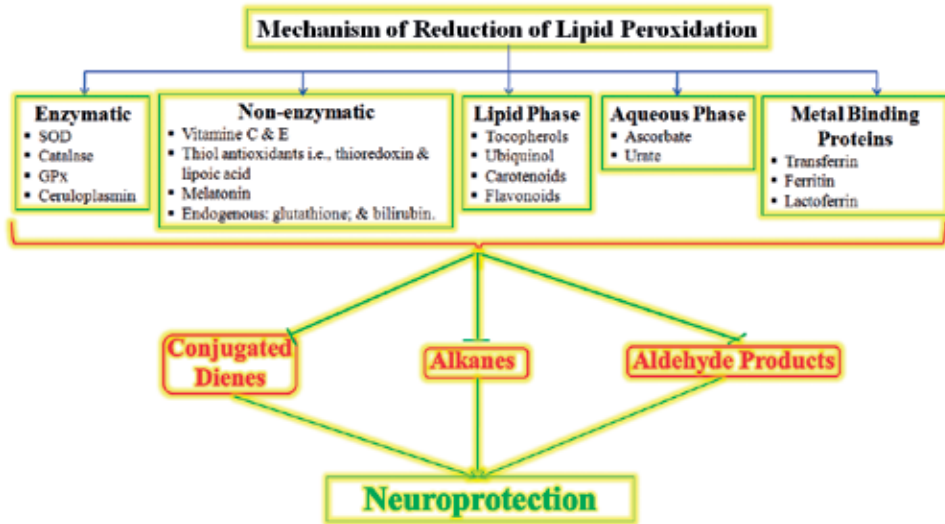 Mechanism of Reduction of Lipid Peroxidation
Enzymatic
▪ SOD
▪ Catalase
▪ GPx
▪ Ceruloplasmin
Non-enzymatic
▪ Vitamine C & E
▪ Thiol antioxidants i.e., thioredoxin &
lipoic acid
▪ Melatonin
▪ Endogenous: glutathione; & bilirubin.
Lipid Phase
▪ Tocopherols
▪ Ubiquinol
▪ Carotenoids
▪ Flavonoids
Aqueous Phase
▪ Ascorbate
▪ Urate
Metal Binding
Proteins
▪ Transferrin
▪ Ferritin
▪ Lactoferrin
Conjugated
Dienes
Alkanes
Aldehyde Products
Neuroprotection